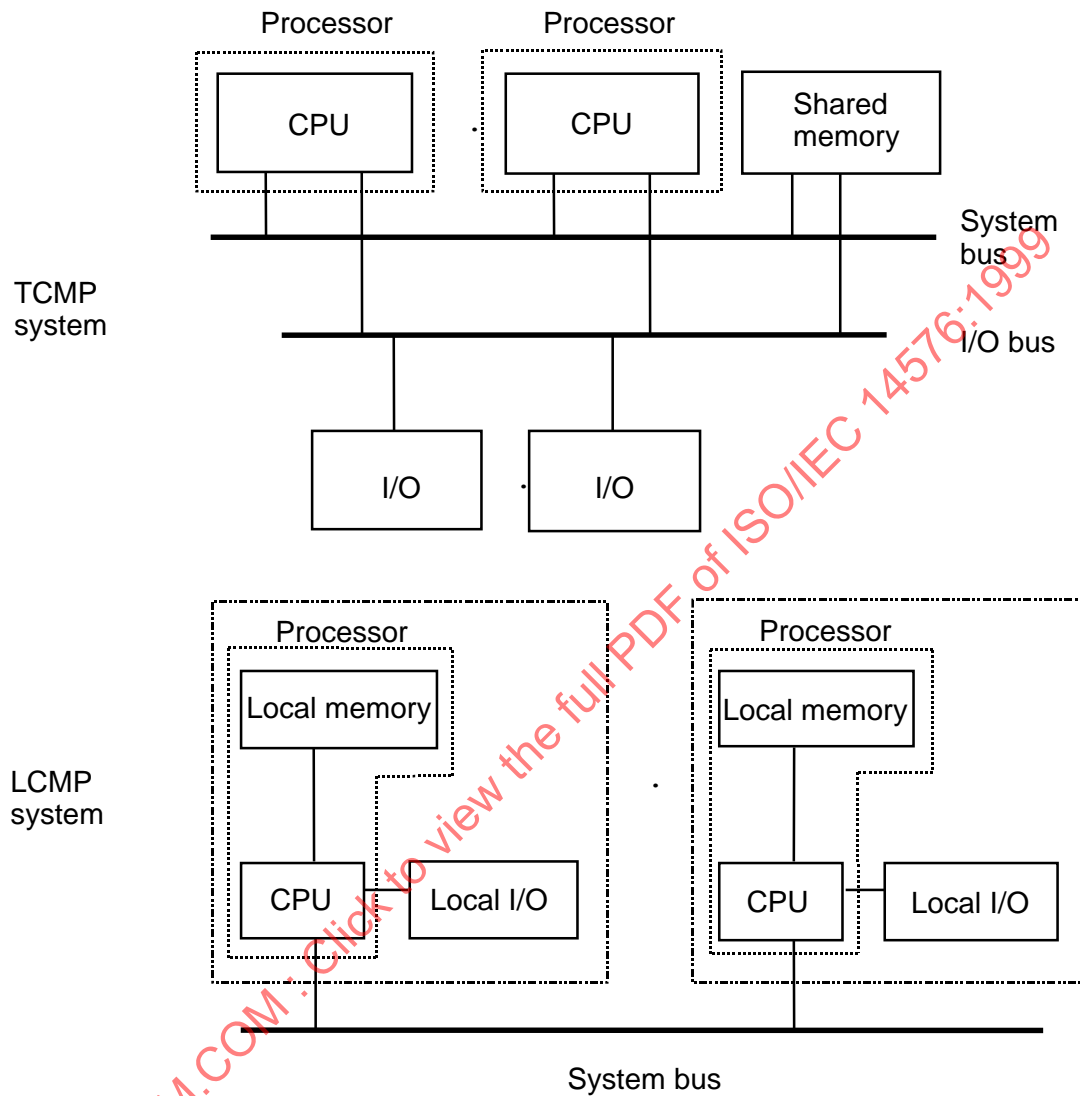 Processor
Processor
CPU
CPU
Shared
memory
System
bus
TCMP
system
I/O bus
I/O
I/O
Processor
Processor
Local memory
Local memory
LCMP
system
CPU
Local I/O
CPU
Local I/O
System bus
M.COM : Click to view the full PDF of ISO/IEC 14576:1999